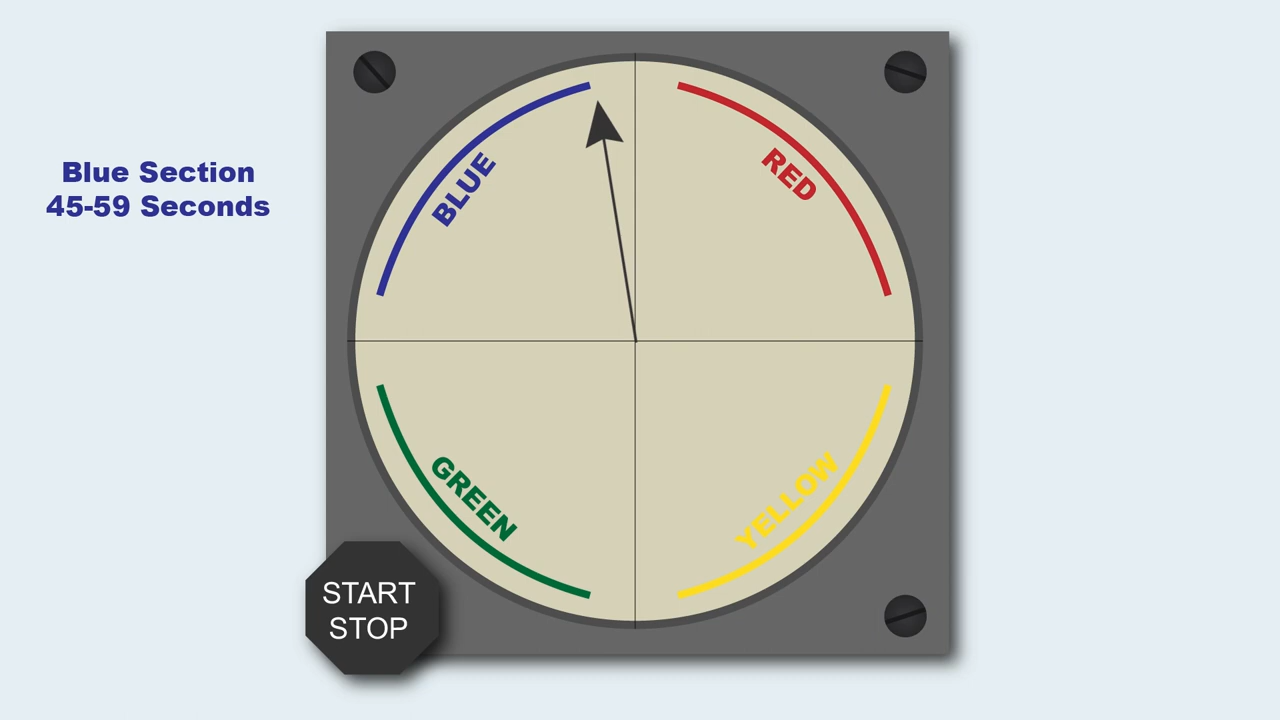 Blue Section
45-59 Seconds
BLUE
RED
GREEN
YELLOW
START
STOP